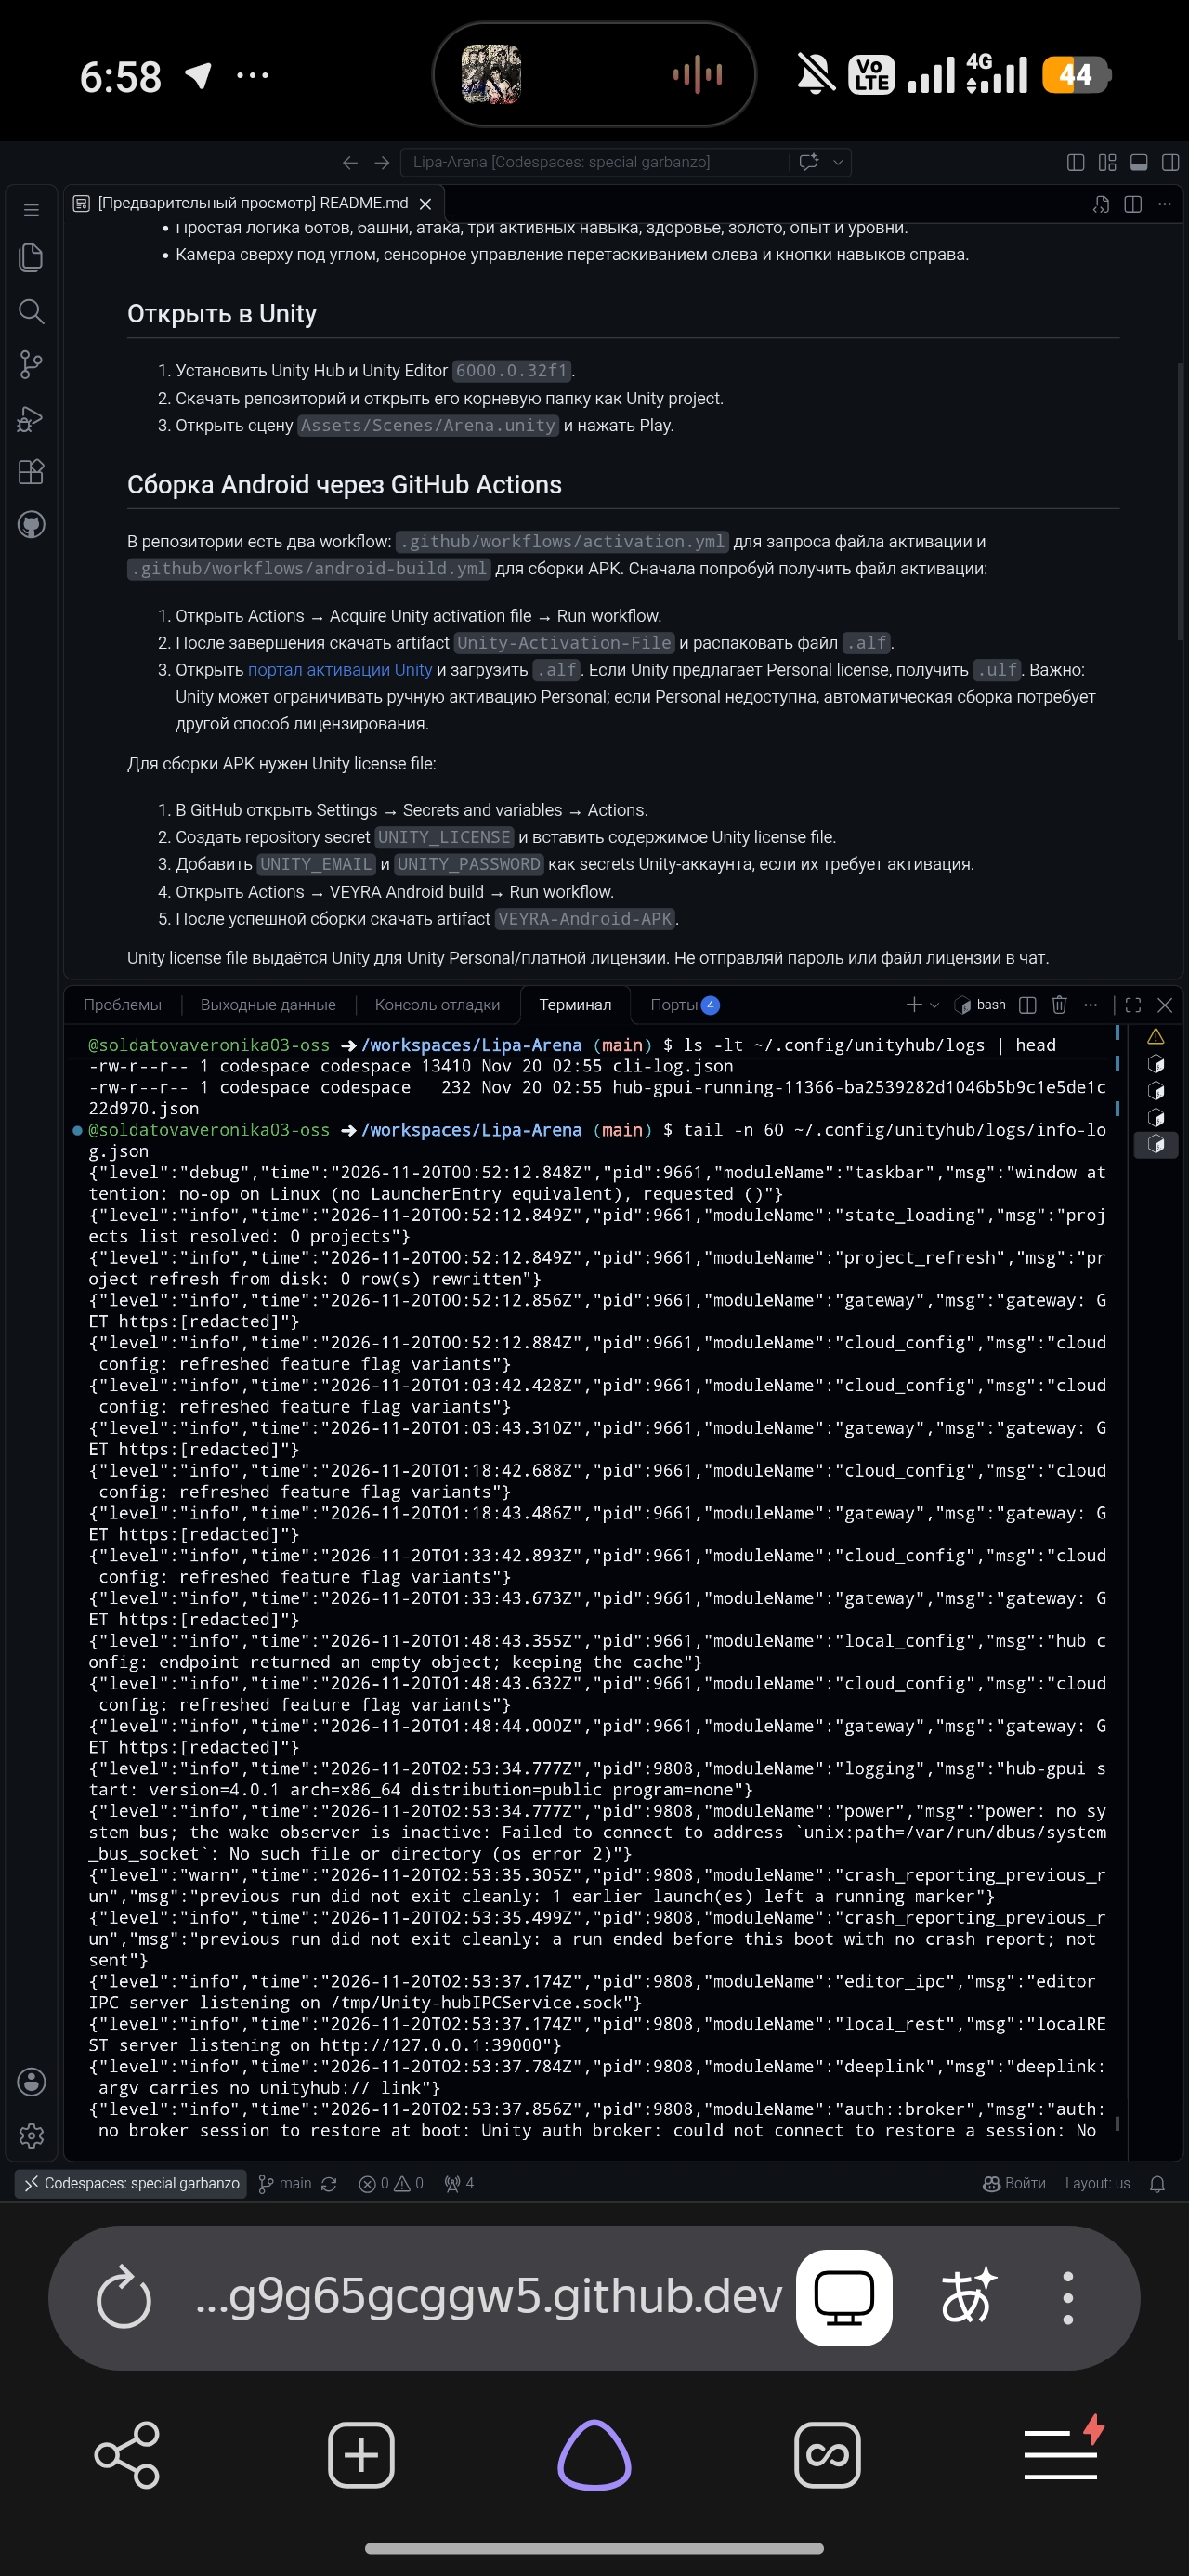 6:58
Vo LTE
4G
44
Lipa-Arena [Codespaces: special garbanzo]
[Предварительный просмотр] README.md
• Простая логика ботов, башни, атака, три активных навыка, здоровье, золото, опыт и уровни.
• Камера сверху под углом, сенсорное управление перетаскиванием слева и кнопки навыков справа.
Открыть в Unity
1. Установить Unity Hub и Unity Editor 6000.0.32f1.
2. Скачать репозиторий и открыть его корневую папку как Unity project.
3. Открыть сцену Assets/Scenes/Arena.unity и нажать Play.
Сборка Android через GitHub Actions
В репозитории есть два workflow: .github/workflows/activation.yml для запроса файла активации и
.github/workflows/android-build.yml для сборки APK. Сначала попробуй получить файл активации:
1. Открыть Actions → Acquire Unity activation file → Run workflow.
2. После завершения скачать artifact Unity-Activation-File и распаковать файл .alf.
3. Открыть портал активации Unity и загрузить .alf. Если Unity предлагает Personal license, получить .ulf. Важно:
Unity может ограничивать ручную активацию Personal; если Personal недоступна, автоматическая сборка потребует
другой способ лицензирования.
Для сборки APK нужен Unity license file:
1. В GitHub открыть Settings → Secrets and variables → Actions.
2. Создать repository secret UNITY_LICENSE и вставить содержимое Unity license file.
3. Добавить UNITY_EMAIL и UNITY_PASSWORD как secrets Unity-аккаунта, если их требует активация.
4. Открыть Actions → VEYRA Android build → Run workflow.
5. После успешной сборки скачать artifact VEYRA-Android-APK.
Unity license file выдаётся Unity для Unity Personal/платной лицензии. Не отправляй пароль или файл лицензии в чат.
Проблемы Выходные данные Консоль отладки Терминал Порты 4 bash
@soldatovaveronika03-oss ➜ /workspaces/Lipa-Arena (main) $ ls -lt ~/.config/unityhub/logs | head
-rw-r--r-- 1 codespace codespace 13410 Nov 20 02:55 cli-log.json
-rw-r--r-- 1 codespace codespace   232 Nov 20 02:55 hub-gpui-running-11366-ba2539282d1046b5b9c1e5de1c
22d970.json
@soldatovaveronika03-oss ➜ /workspaces/Lipa-Arena (main) $ tail -n 60 ~/.config/unityhub/logs/info-lo
g.json
{"level":"debug","time":"2026-11-20T00:52:12.848Z","pid":9661,"moduleName":"taskbar","msg":"window at
tention: no-op on Linux (no LauncherEntry equivalent), requested ()"}
{"level":"info","time":"2026-11-20T00:52:12.849Z","pid":9661,"moduleName":"state_loading","msg":"proj
ects list resolved: 0 projects"}
{"level":"info","time":"2026-11-20T00:52:12.849Z","pid":9661,"moduleName":"project_refresh","msg":"pr
oject refresh from disk: 0 row(s) rewritten"}
{"level":"info","time":"2026-11-20T00:52:12.856Z","pid":9661,"moduleName":"gateway","msg":"gateway: G
ET https:[redacted]"}
{"level":"info","time":"2026-11-20T00:52:12.884Z","pid":9661,"moduleName":"cloud_config","msg":"cloud
 config: refreshed feature flag variants"}
{"level":"info","time":"2026-11-20T01:03:42.428Z","pid":9661,"moduleName":"cloud_config","msg":"cloud
 config: refreshed feature flag variants"}
{"level":"info","time":"2026-11-20T01:03:43.310Z","pid":9661,"moduleName":"gateway","msg":"gateway: G
ET https:[redacted]"}
{"level":"info","time":"2026-11-20T01:18:42.688Z","pid":9661,"moduleName":"cloud_config","msg":"cloud
 config: refreshed feature flag variants"}
{"level":"info","time":"2026-11-20T01:18:43.486Z","pid":9661,"moduleName":"gateway","msg":"gateway: G
ET https:[redacted]"}
{"level":"info","time":"2026-11-20T01:33:42.893Z","pid":9661,"moduleName":"cloud_config","msg":"cloud
 config: refreshed feature flag variants"}
{"level":"info","time":"2026-11-20T01:33:43.673Z","pid":9661,"moduleName":"gateway","msg":"gateway: G
ET https:[redacted]"}
{"level":"info","time":"2026-11-20T01:48:43.355Z","pid":9661,"moduleName":"local_config","msg":"hub c
onfig: endpoint returned an empty object; keeping the cache"}
{"level":"info","time":"2026-11-20T01:48:43.632Z","pid":9661,"moduleName":"cloud_config","msg":"cloud
 config: refreshed feature flag variants"}
{"level":"info","time":"2026-11-20T01:48:44.000Z","pid":9661,"moduleName":"gateway","msg":"gateway: G
ET https:[redacted]"}
{"level":"info","time":"2026-11-20T02:53:34.777Z","pid":9808,"moduleName":"logging","msg":"hub-gpui s
tart: version=4.0.1 arch=x86_64 distribution=public program=none"}
{"level":"info","time":"2026-11-20T02:53:34.777Z","pid":9808,"moduleName":"power","msg":"power: no sy
stem bus; the wake observer is inactive: Failed to connect to address `unix:path=/var/run/dbus/system
_bus_socket`: No such file or directory (os error 2)"}
{"level":"warn","time":"2026-11-20T02:53:35.305Z","pid":9808,"moduleName":"crash_reporting_previous_r
un","msg":"previous run did not exit cleanly: 1 earlier launch(es) left a running marker"}
{"level":"info","time":"2026-11-20T02:53:35.499Z","pid":9808,"moduleName":"crash_reporting_previous_r
un","msg":"previous run did not exit cleanly: a run ended before this boot with no crash report; not
sent"}
{"level":"info","time":"2026-11-20T02:53:37.174Z","pid":9808,"moduleName":"editor_ipc","msg":"editor
IPC server listening on /tmp/Unity-hubIPCService.sock"}
{"level":"info","time":"2026-11-20T02:53:37.174Z","pid":9808,"moduleName":"local_rest","msg":"localRE
ST server listening on http://127.0.0.1:39000"}
{"level":"info","time":"2026-11-20T02:53:37.784Z","pid":9808,"moduleName":"deeplink","msg":"deeplink:
 argv carries no unityhub:// link"}
{"level":"info","time":"2026-11-20T02:53:37.856Z","pid":9808,"moduleName":"auth::broker","msg":"auth:
 no broker session to restore at boot: Unity auth broker: could not connect to restore a session: No
Codespaces: special garbanzo main 0 0 4 Войти Layout: us
...g9g65gcggw5.github.dev
あ